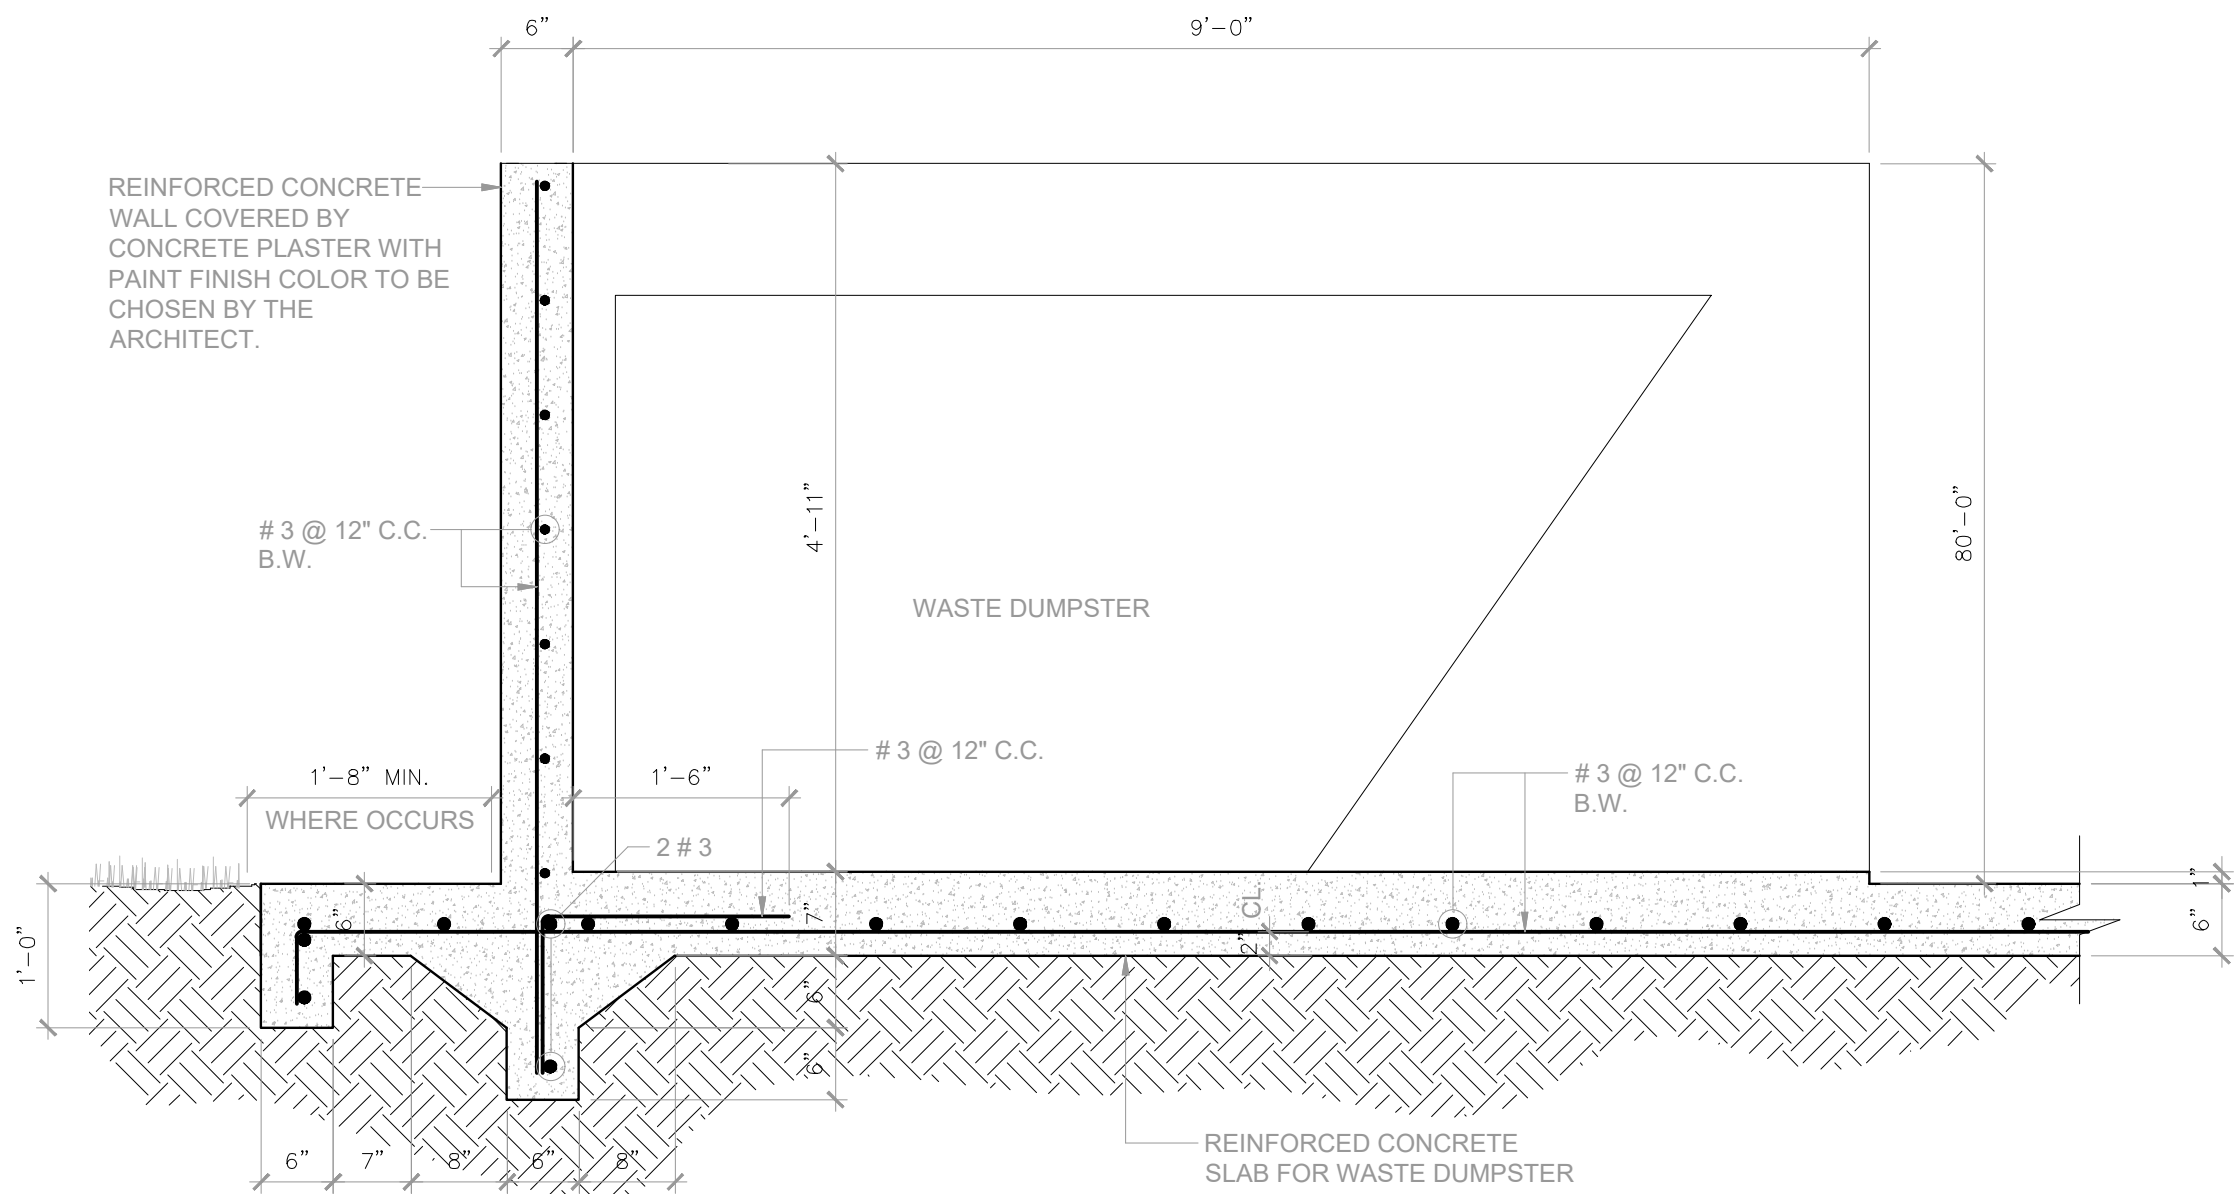 6”
9’-0”
REINFORCED CONCRETE
WALL COVERED BY
CONCRETE PLASTER WITH
PAINT FINISH COLOR TO BE
CHOSEN BY THE
ARCHITECT.
# 3 @ 12" C.C.
B.W.
4’-11”
80’-0”
WASTE DUMPSTER
# 3 @ 12" C.C.
# 3 @ 12" C.C.
B.W.
1’-8” MIN.
WHERE OCCURS
1’-6”
2 # 3
1’-0”
6”
7”
2” CL
1”
6”
6”
6”
6”
7”
8”
6”
8”
REINFORCED CONCRETE
SLAB FOR WASTE DUMPSTER